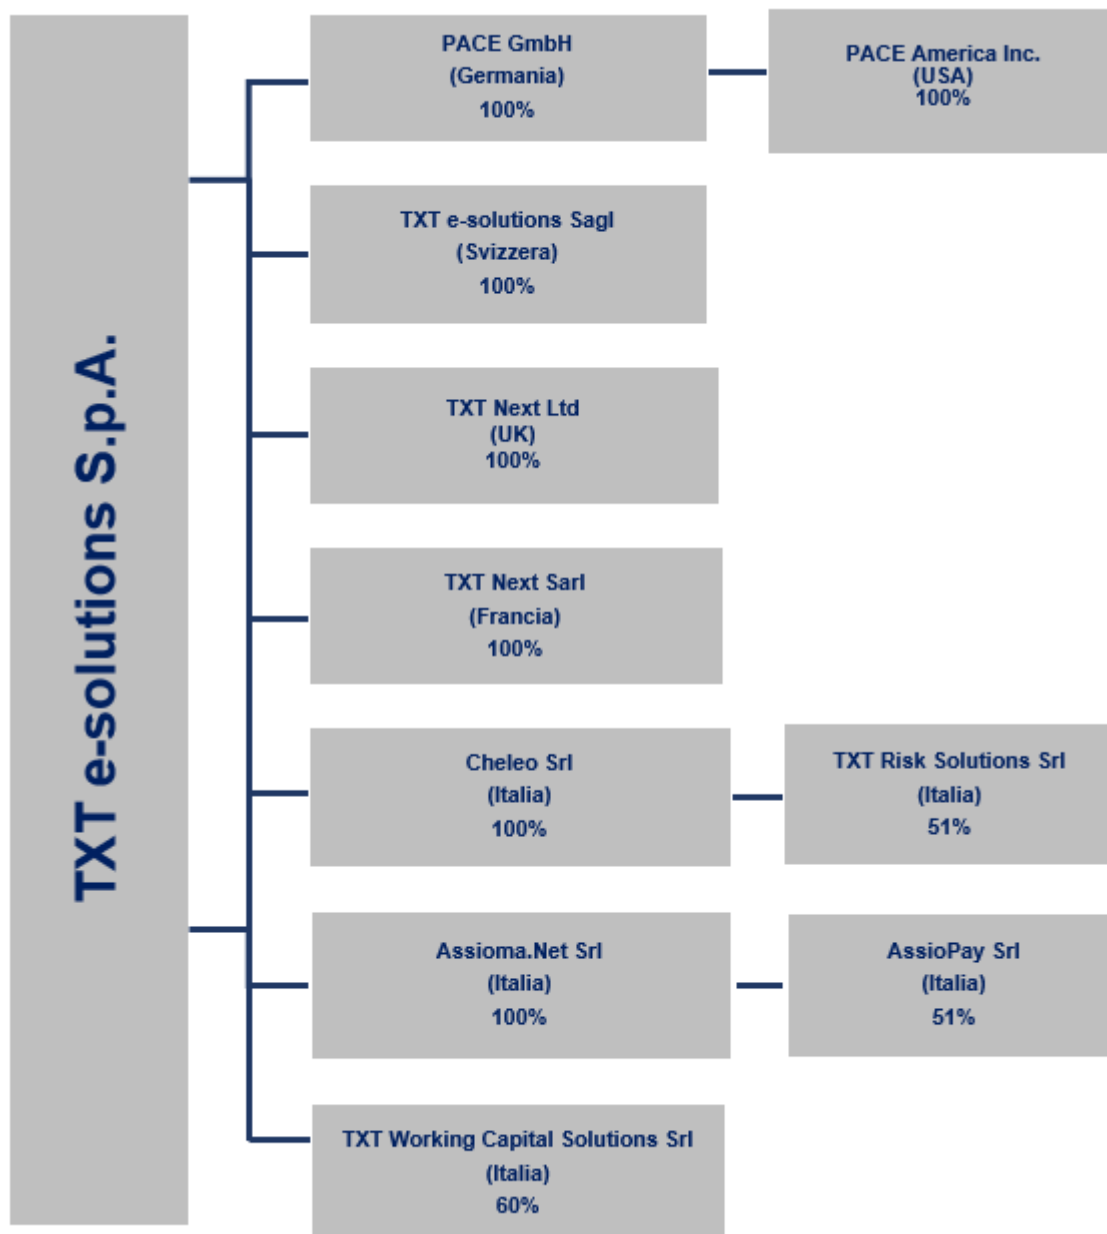 TXT e-solutions S.p.A.
PACE GmbH
(Germania)
100%
PACE America Inc.
(USA)
100%
TXT e-solutions Sagl
(Svizzera)
100%
TXT Next Ltd
(UK)
100%
TXT Next Sarl
(Francia)
100%
Cheleo Srl
(Italia)
100%
TXT Risk Solutions Srl
(Italia)
51%
Assioma.Net Srl
(Italia)
100%
AssioPay Srl
(Italia)
51%
TXT Working Capital Solutions Srl
(Italia)
60%